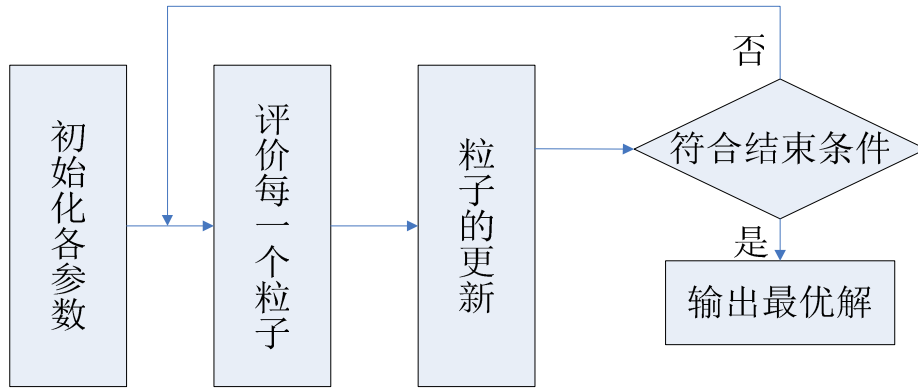 初始化各参数
评价每一个粒子
粒子的更新
符合结束条件
否
是
输出最优解